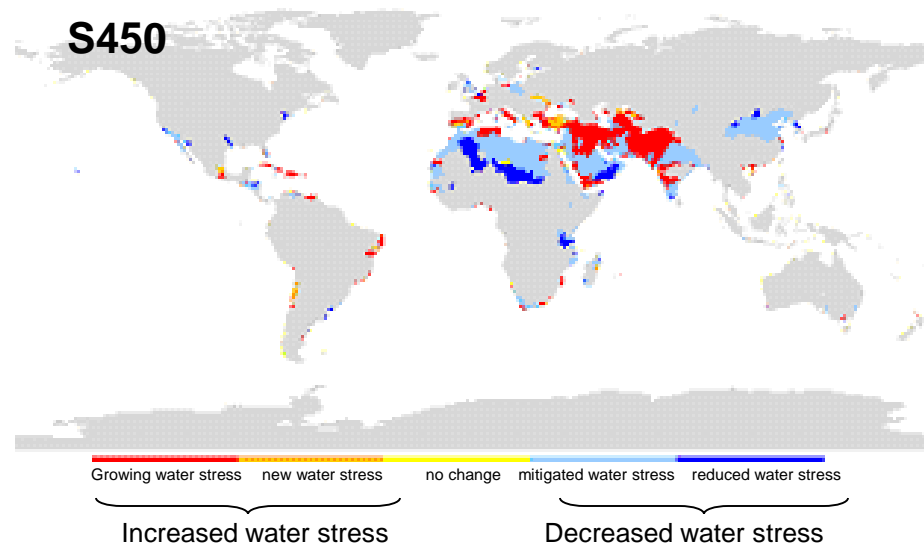 S450
Growing water stress new water stress no change mitigated water stress reduced water stress
Increased water stress Decreased water stress